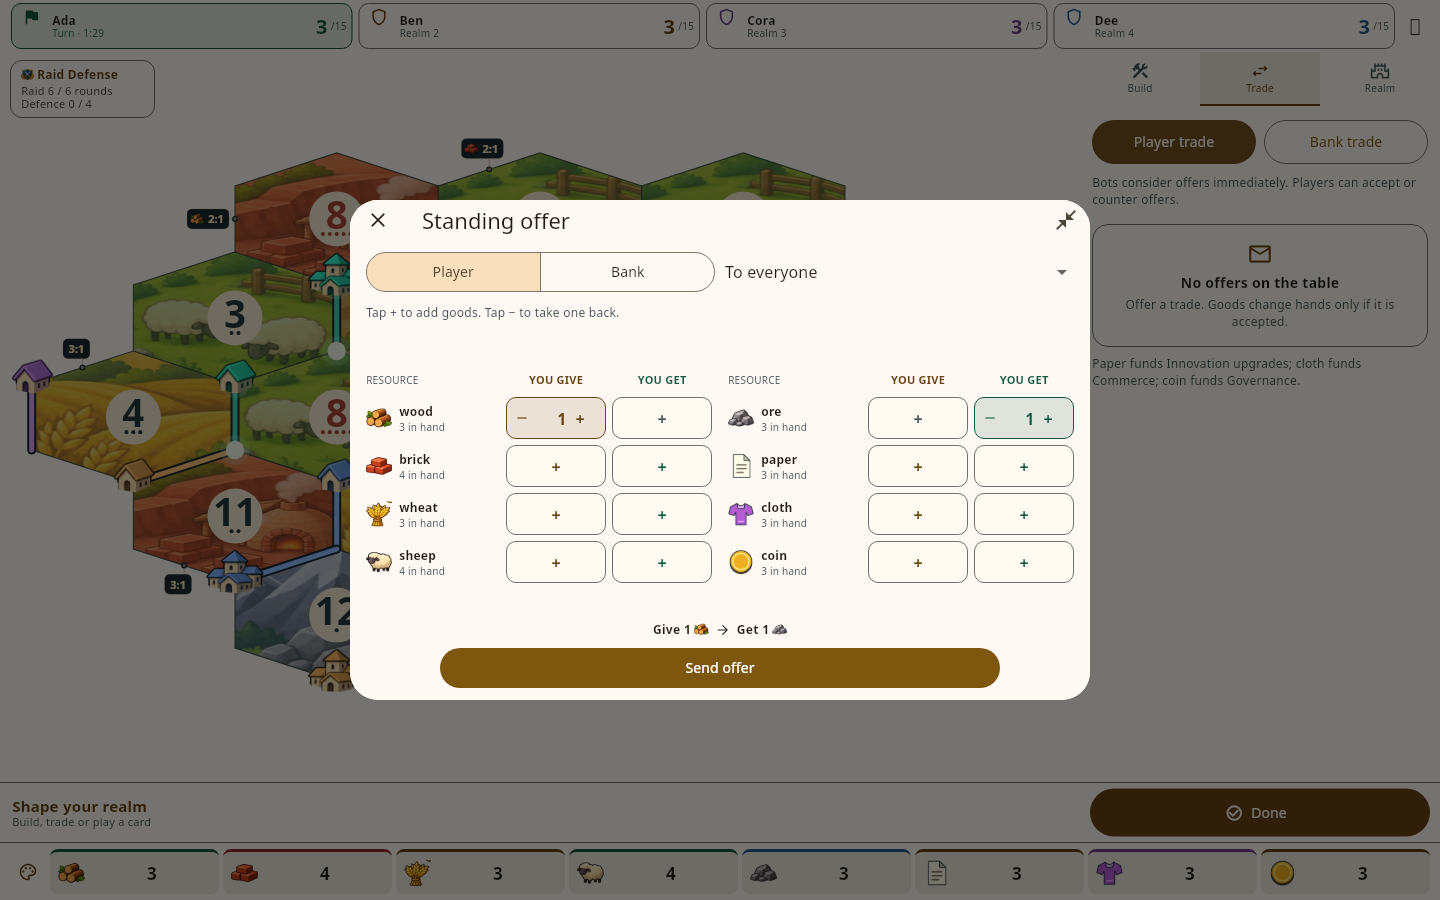 Ada
Turn · 1:29
3 /15
Ben
Realm 2
3 /15
Cora
Realm 3
3 /15
Dee
Realm 4
3 /15
Raid Defense
Raid 6 / 6 rounds
Defence 0 / 4
Build
Trade
Realm
Player trade
Bank trade
Bots consider offers immediately. Players can accept or
counter offers.
No offers on the table
Offer a trade. Goods change hands only if it is
accepted.
Paper funds Innovation upgrades; cloth funds
Commerce; coin funds Governance.
2:1
2:1
3:1
3:1
8
3
4
8
11
12
Standing offer
Player
Bank
To everyone
Tap + to add goods. Tap − to take one back.
RESOURCE YOU GIVE YOU GET
wood
3 in hand
− 1 +
+
brick
4 in hand
+
+
wheat
3 in hand
+
+
sheep
4 in hand
+
+
RESOURCE YOU GIVE YOU GET
ore
3 in hand
+
− 1 +
paper
3 in hand
+
+
cloth
3 in hand
+
+
coin
3 in hand
+
+
Give 1 → Get 1
Send offer
Shape your realm
Build, trade or play a card
Done
3
4
3
4
3
3
3
3